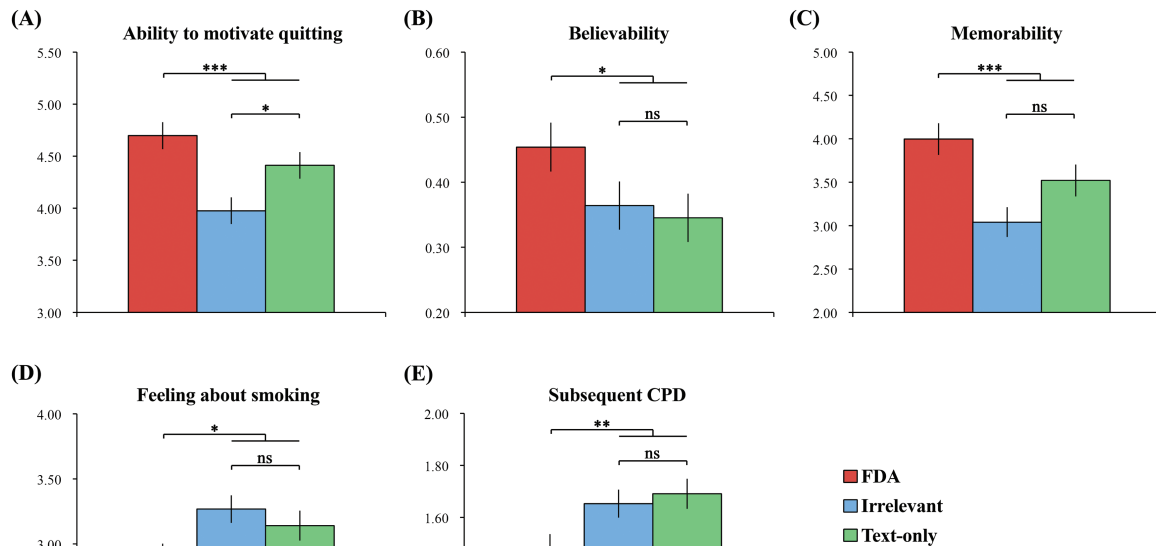 (A)
Ability to motivate quitting
5.50
5.00
4.50
4.00
3.50
3.00
***
*
(B)
Believability
0.60
0.50
0.40
0.30
0.20
*
ns
(C)
Memorability
5.00
4.50
4.00
3.50
3.00
2.50
2.00
***
ns
(D)
Feeling about smoking
4.00
3.50
3.00
*
ns
(E)
Subsequent CPD
2.00
1.80
1.60
**
ns
FDA
Irrelevant
Text-only